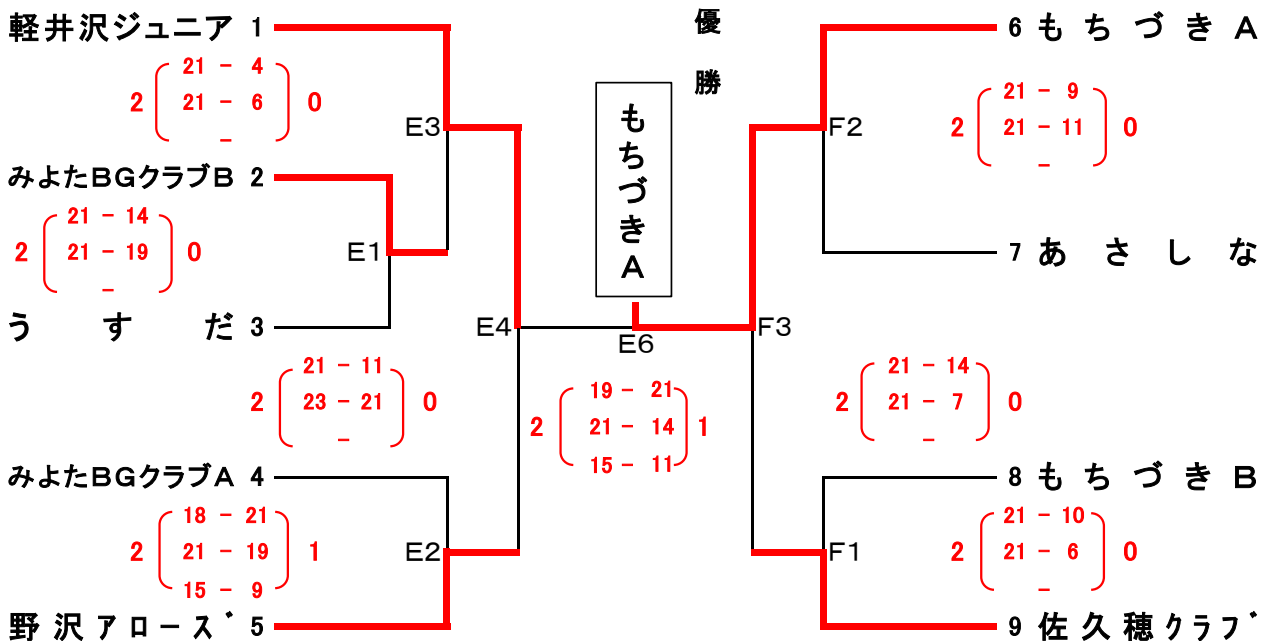 優勝
もちづきA
軽井沢ジュニア 1
21 - 4
2 21 - 6 0
-
E3
みよたBGクラブB 2
21 - 14
2 21 - 19 0
-
E1
うすだ 3
E4
21 - 11
2 23 - 21 0
-
みよたBGクラブA 4
18 - 21
2 21 - 19 1
15 - 9
E2
野沢アローズ 5
E6
19 - 21
2 21 - 14 1
15 - 11
6 もちづきA
21 - 9
2 21 - 11 0
-
F2
7 あさしな
F3
21 - 14
2 21 - 7 0
-
8 もちづきB
21 - 10
2 21 - 6 0
-
F1
9 佐久穂クラブ